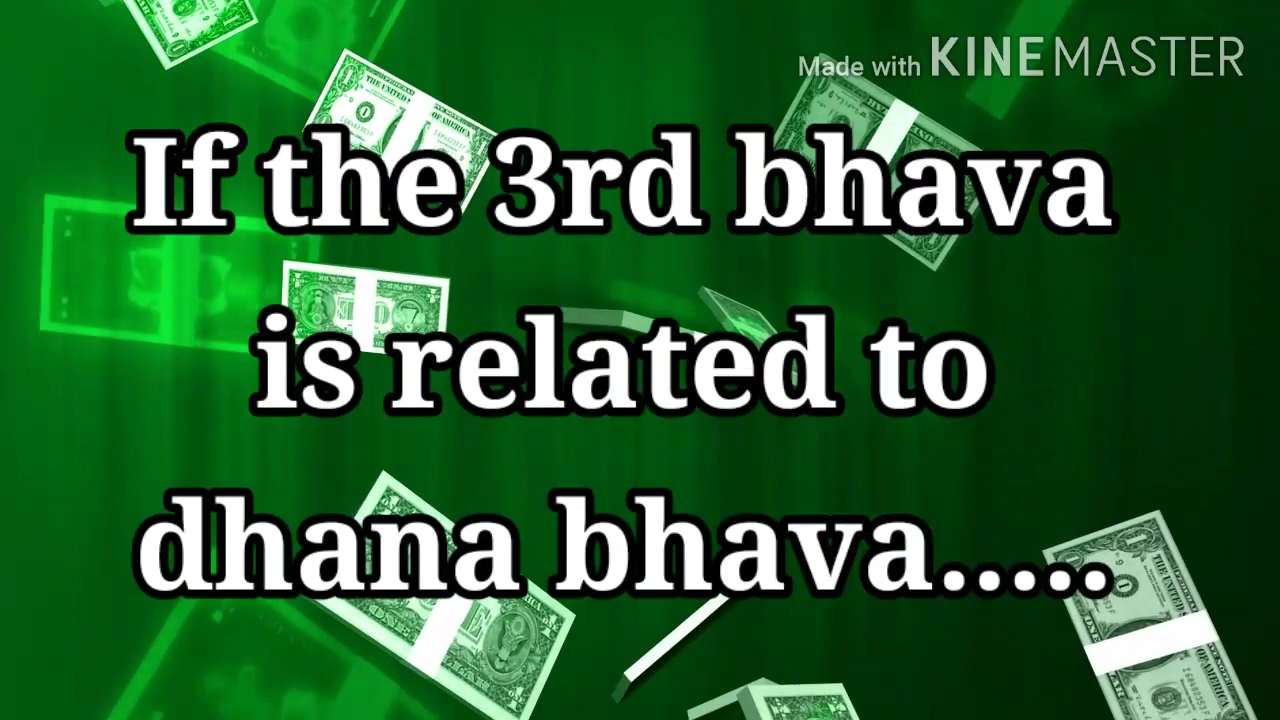 Made with KINEMASTER
If the 3rd bhava
is related to
dhana bhava.....